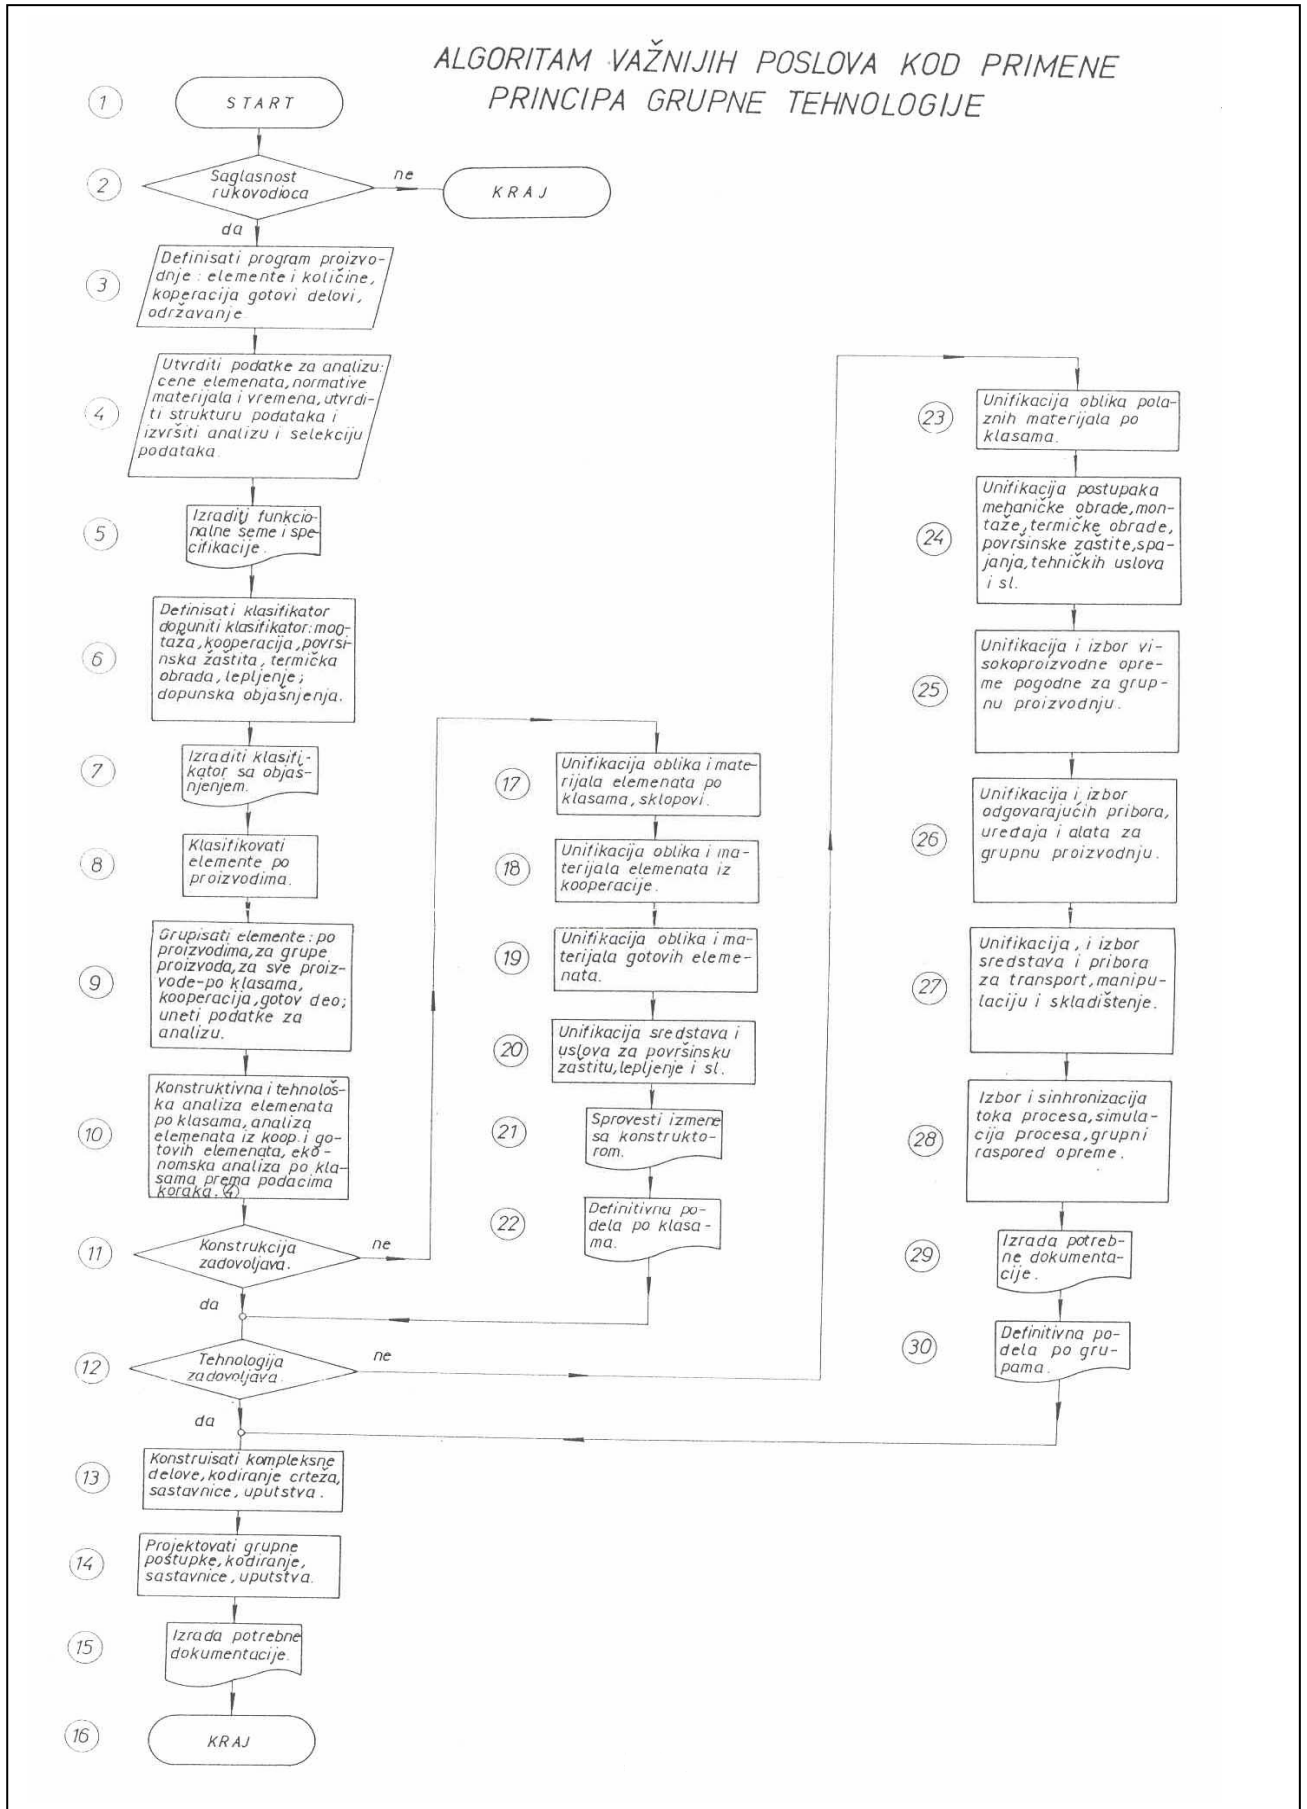 ALGORITAM VAŽNIJIH POSLOVA KOD PRIMENE
PRINCIPA GRUPNE TEHNOLOGIJE
1
START
2
Saglasnost
rukovodioca
ne
KRAJ
da
3
Definisati program proizvo-
dnje: elemente i količine,
koperacija gotovi delovi,
održavanje
4
Utvrditi podatke za analizu:
cene elemenata, normative
materijala i vremena, utvrdi-
ti strukturu podataka i
izvršiti analizu i selekciju
podataka.
5
Izraditi funkcio-
nalne šeme i spe-
cifikacije.
6
Definisati klasifikator
dopuniti klasifikator: mon-
taža, kooperacija, površi-
nska zaštita, termička
obrada, lepljenje;
dopunska objašnjenja.
7
Izraditi klasifi-
kator sa objaš-
njenjem.
8
Klasifikovati
elemente po
proizvodima.
9
Grupisati elemente: po
proizvodima, za grupe
proizvoda, za sve proiz-
vode-po klasama,
kooperacija, gotov deo;
uneti podatke za
analizu.
10
Konstruktivna i tehnološ-
ka analiza elemenata
po klasama, analiza
elemenata iz koop. i go-
tovih elemenata, eko-
nomska analiza po kla-
sama prema podacima
koraka. 4
11
Konstrukcija
zadovoljava.
ne
da
12
Tehnologija
zadovoljava.
ne
da
13
Konstruisati kompleksne
delove, kodiranje crteža,
sastavnice, uputstva.
14
Projektovati grupne
postupke, kodiranje,
sastavnice, uputstva.
15
Izrada potrebne
dokumentacije.
16
KRAJ
17
Unifikacija oblika i mate-
rijala elemenata po
klasama, sklopovi.
18
Unifikacija oblika i ma-
terijala elemenata iz
kooperacije.
19
Unifikacija oblika i ma-
terijala gotovih eleme-
nata.
20
Unifikacija sredstava i
uslova za površinsku
zaštitu, lepljenje i sl.
21
Sprovesti izmene
sa konstrukto-
rom.
22
Definitivnu po-
dela po klasa-
ma.
23
Unifikacija oblika pola-
znih materijala po
klasama.
24
Unifikacija postupaka
mehaničke obrade, mon-
taže, termičke obrade,
površinske zaštite, spa-
janja, tehničkih uslova
i sl.
25
Unifikacija i izbor vi-
sokoproizvodne opre-
me pogodne za grup-
nu proizvodnju.
26
Unifikacija i izbor
odgovarajućih pribora,
uređaja i alata za
grupnu proizvodnju.
27
Unifikacija, i izbor
sredstava i pribora
za transport, manipu-
laciju i skladištenje.
28
Izbor i sinhronizacija
toka procesa, simula-
cija procesa, grupni
raspored opreme.
29
Izrada potreb-
ne dokumenta-
cije.
30
Definitivna po-
dela po gru-
pama.